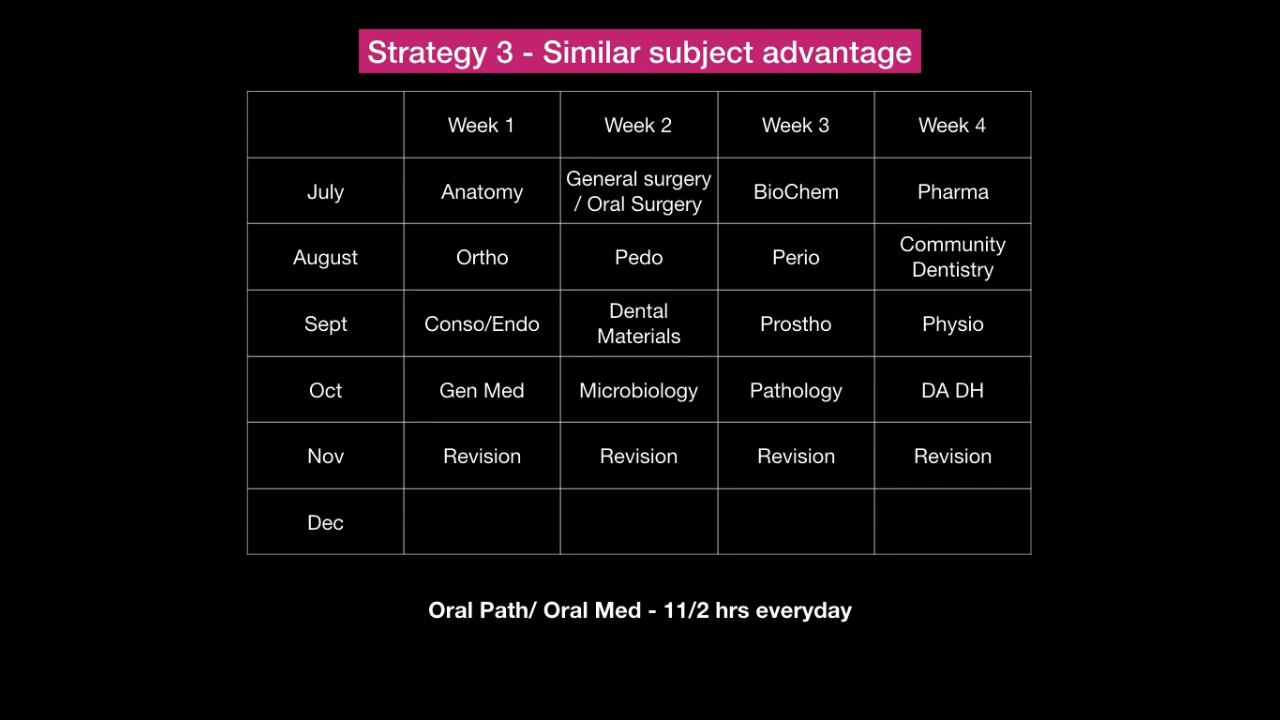 Strategy 3 - Similar subject advantage
Week 1 Week 2 Week 3 Week 4
July Anatomy General surgery / Oral Surgery BioChem Pharma
August Ortho Pedo Perio Community Dentistry
Sept Conso/Endo Dental Materials Prostho Physio
Oct Gen Med Microbiology Pathology DA DH
Nov Revision Revision Revision Revision
Dec
Oral Path/ Oral Med - 11/2 hrs everyday